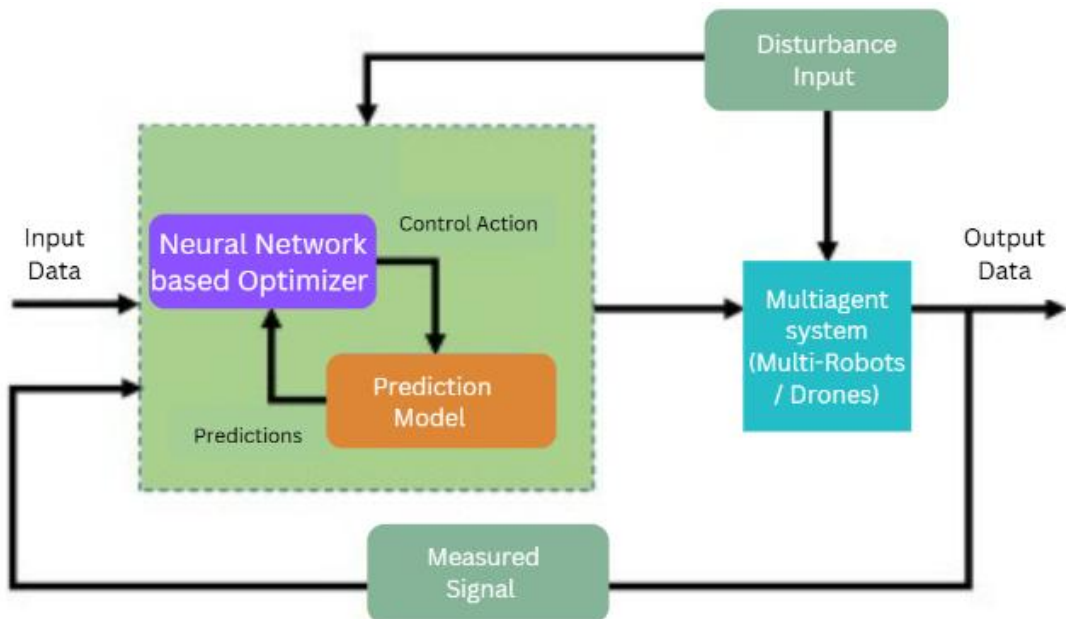 Disturbance
Input
Input
Data
Neural Network
based Optimizer
Control Action
Prediction
Model
Predictions
Multiagent
system
(Multi-Robots
/ Drones)
Output
Data
Measured
Signal